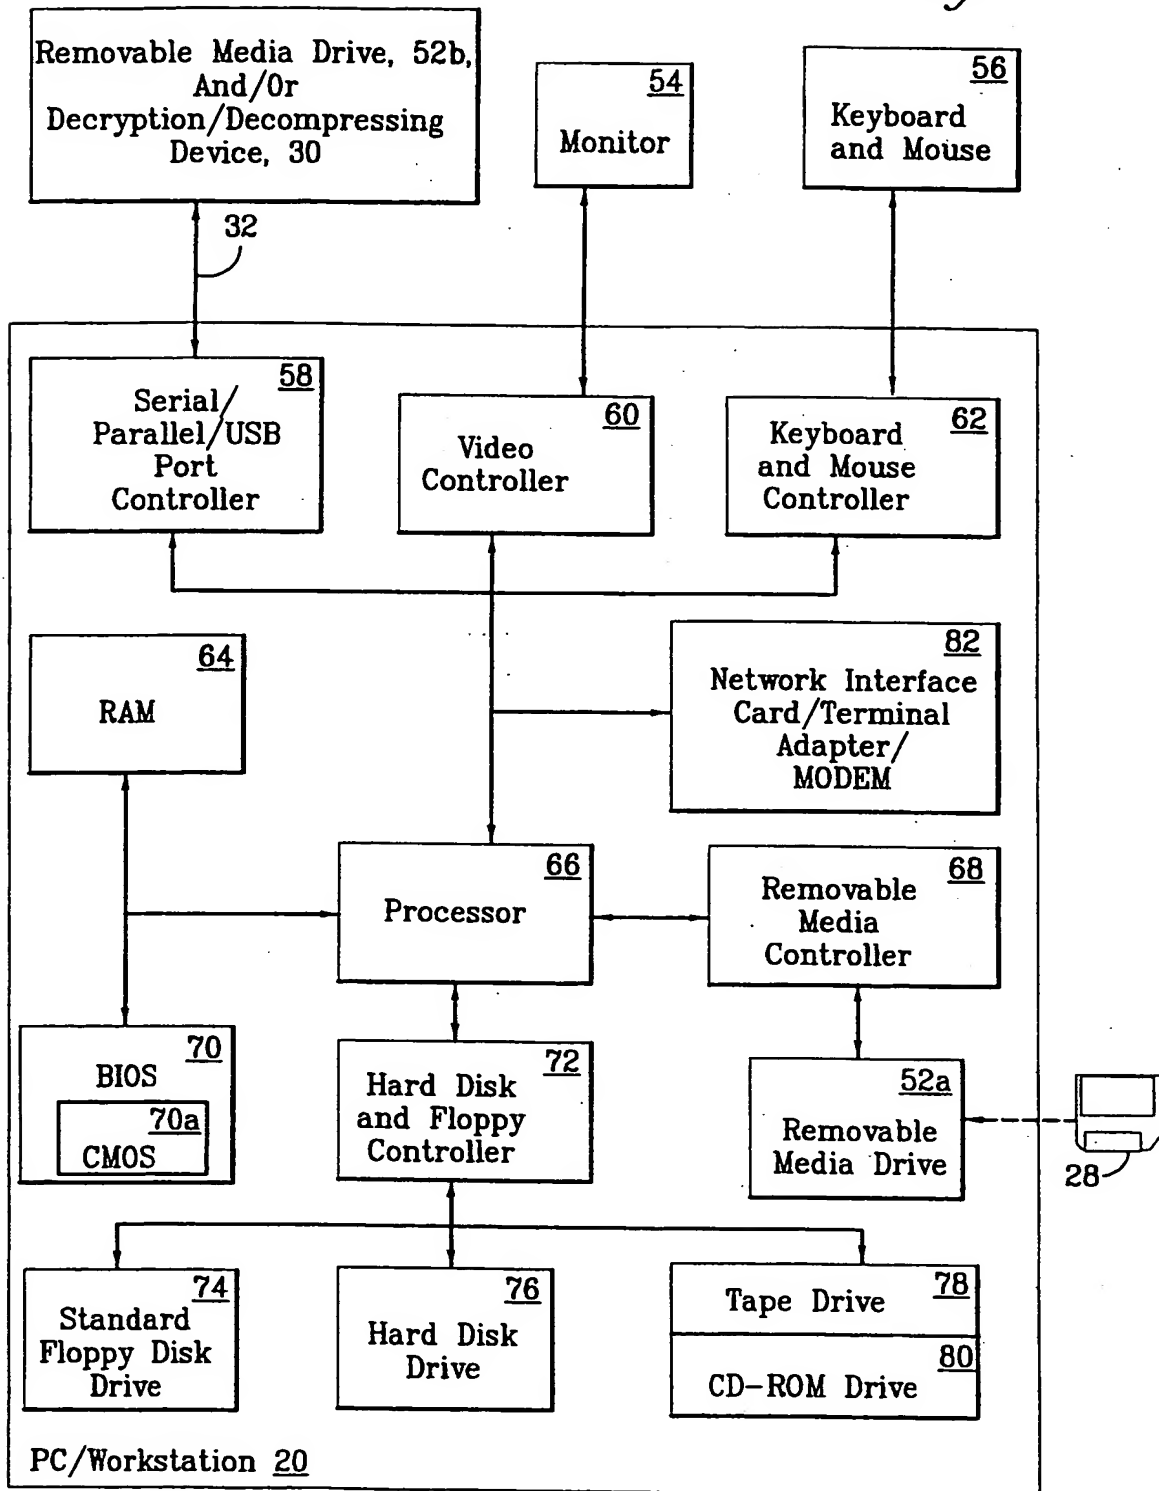 Removable Media Drive, 52b,
And/Or
Decryption/Decompressing
Device, 30
54
Monitor
56
Keyboard
and Mouse
32
58
Serial/
Parallel/USB
Port
Controller
60
Video
Controller
62
Keyboard
and Mouse
Controller
64
RAM
82
Network Interface
Card/Terminal
Adapter/
MODEM
66
Processor
68
Removable
Media
Controller
70
BIOS
70a
CMOS
72
Hard Disk
and Floppy
Controller
52a
Removable
Media Drive
28
74
Standard
Floppy Disk
Drive
76
Hard Disk
Drive
78
Tape Drive
80
CD-ROM Drive
PC/Workstation 20